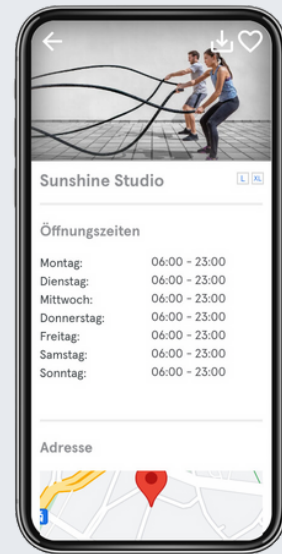 Sunshine Studio L XL
Öffnungszeiten
Montag: 06:00 - 23:00
Dienstag: 06:00 - 23:00
Mittwoch: 06:00 - 23:00
Donnerstag: 06:00 - 23:00
Freitag: 06:00 - 23:00
Samstag: 06:00 - 23:00
Sonntag: 06:00 - 23:00
Adresse